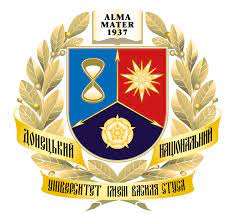 ALMA
MATER
1937
ДОНЕЦЬКИЙ НАЦІОНАЛЬНИЙ
УНІВЕРСИТЕТ ІМЕНІ ВАСИЛЯ СТУСА